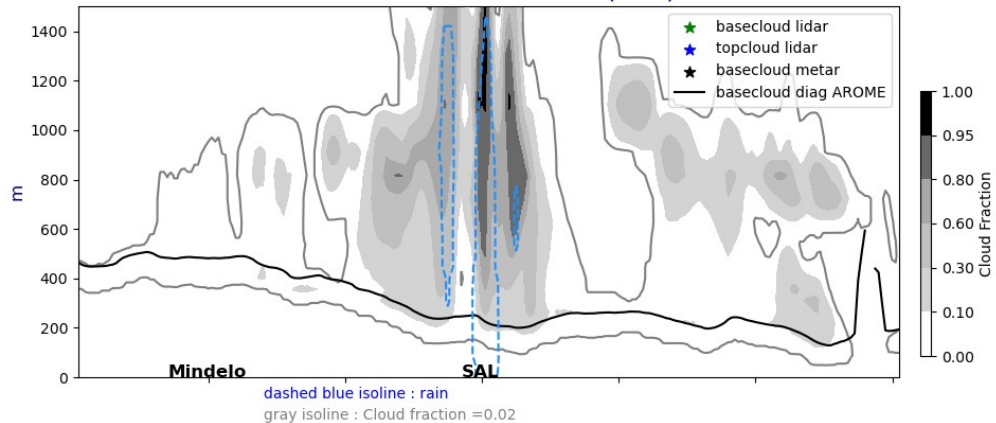 1400
1200
1000
800
600
400
200
0
m
basecloud lidar
topcloud lidar
basecloud metar
basecloud diag AROME
1.00
0.95
0.80
0.60
0.30
0.10
0.00
Cloud Fraction
Mindelo
SAL
dashed blue isoline : rain
gray isoline : Cloud fraction =0.02